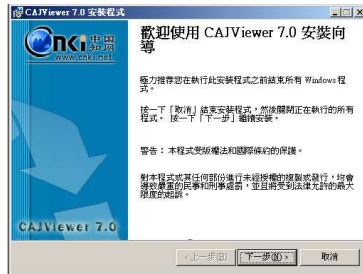 CAJViewer 7.0 安裝程式
cnki 中国知网
www.cnki.net
歡迎使用 CAJViewer 7.0 安裝向
導
極力推荐您在執行此安裝程式之前結束所有 Windows 程
式。
按一下「取消」結束安裝程式，然後關閉正在執行的所有
程式。 按一下「下一步」繼續安裝。
警告： 本程式受版權法和國際條約的保護。
對本程式或其任何部份進行未經授權的複製或發行，均會
導致嚴重的民事和刑事處罰，並且將受到法律允許的最大
限度的起訴。
CAJViewer 7.0
<上一步(B)
下一步(N)>
取消